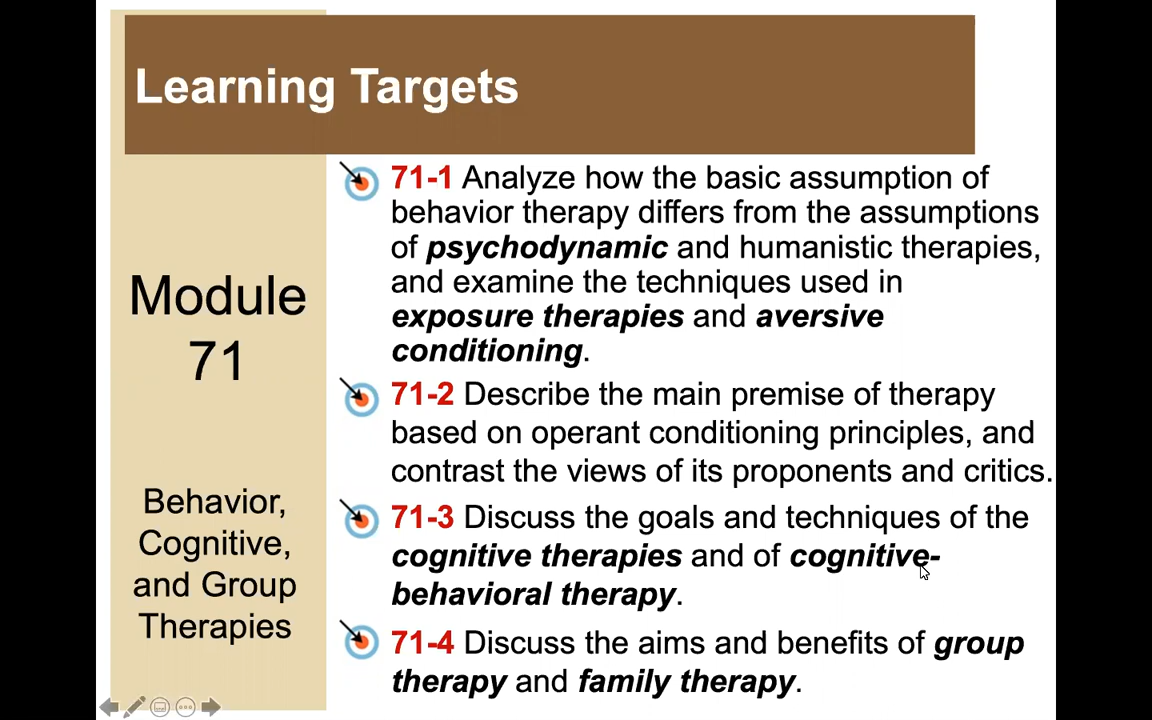 Learning Targets
Module
71
Behavior,
Cognitive,
and Group
Therapies
71-1 Analyze how the basic assumption of
behavior therapy differs from the assumptions
of psychodynamic and humanistic therapies,
and examine the techniques used in
exposure therapies and aversive
conditioning.
71-2 Describe the main premise of therapy
based on operant conditioning principles, and
contrast the views of its proponents and critics.
71-3 Discuss the goals and techniques of the
cognitive therapies and of cognitive-
behavioral therapy.
71-4 Discuss the aims and benefits of group
therapy and family therapy.